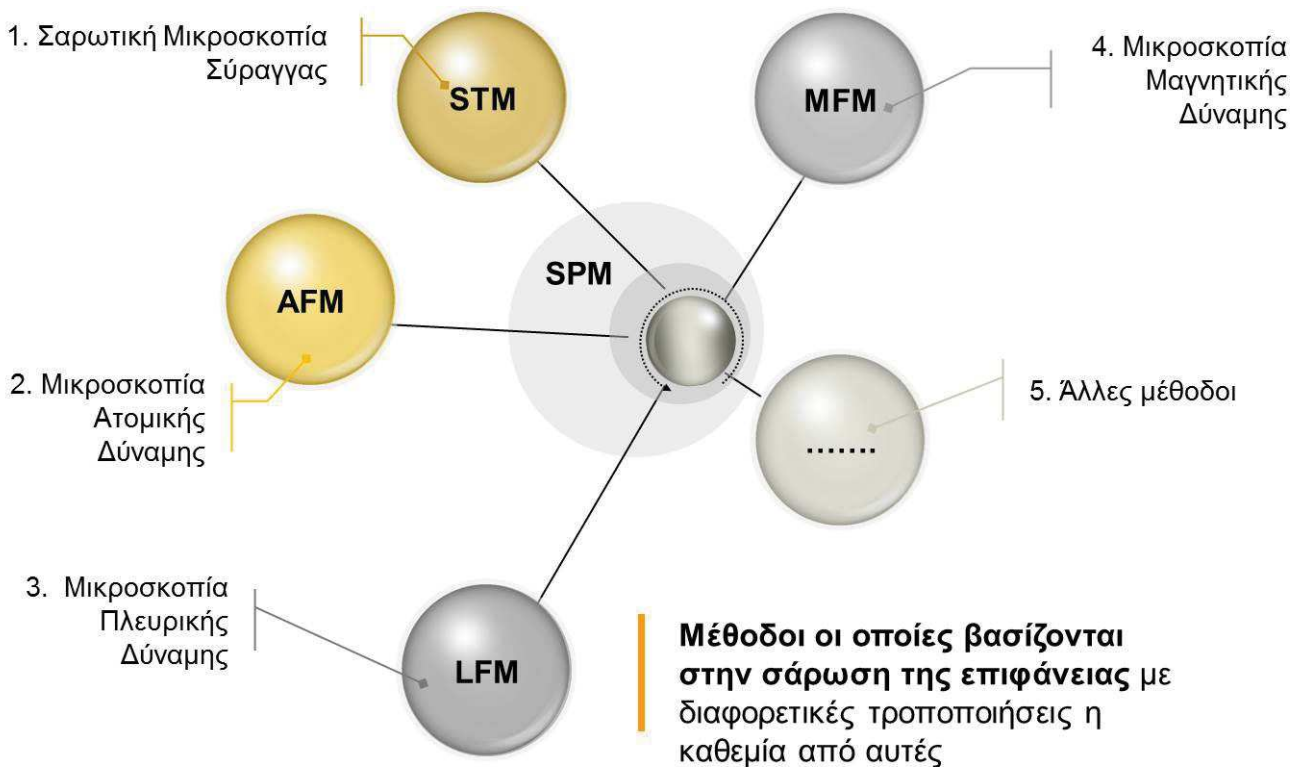 1. Σαρωτική Μικροσκοπία
Σύραγγας
STM
MFM
4. Μικροσκοπία
Μαγνητικής
Δύναμης
SPM
AFM
2. Μικροσκοπία
Ατομικής
Δύναμης
5. Άλλες μέθοδοι
.......
3. Μικροσκοπία
Πλευρικής
Δύναμης
LFM
Μέθοδοι οι οποίες βασίζονται
στην σάρωση της επιφάνειας με
διαφορετικές τροποποιήσεις η
καθεμία από αυτές